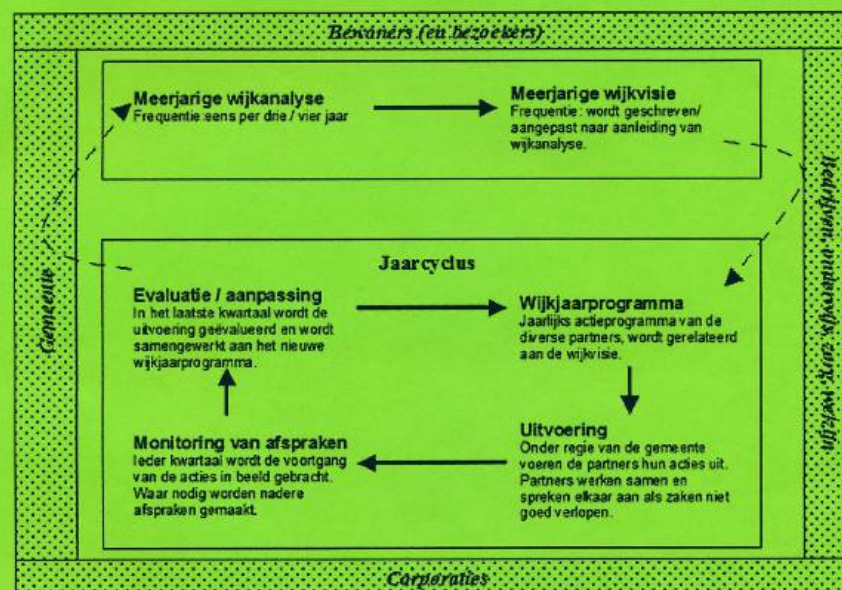 Bewoners (en bezoekers)
Meerjarige wijkanalyse
Frequentie:eens per drie / vier jaar
Meerjarige wijkvisie
Frequentie: wordt geschreven/
aangepast naar aanleiding van
wijkanalyse.
Gemeente
Bedrijven, onderwijs, zorg, welzijn
Jaarcyclus
Evaluatie / aanpassing
In het laatste kwartaal wordt de
uitvoering geëvalueerd en wordt
samengewerkt aan het nieuwe
wijkjaarprogramma.
Wijkjaarprogramma
Jaarlijks actieprogramma van de
diverse partners, wordt gerelateerd
aan de wijkvisie.
Monitoring van afspraken
Ieder kwartaal wordt de voortgang
van de acties in beeld gebracht.
Waar nodig worden nadere
afspraken gemaakt.
Uitvoering
Onder regie van de gemeente
voeren de partners hun acties uit.
Partners werken samen en
spreken elkaar aan als zaken niet
goed verlopen.
Corporaties